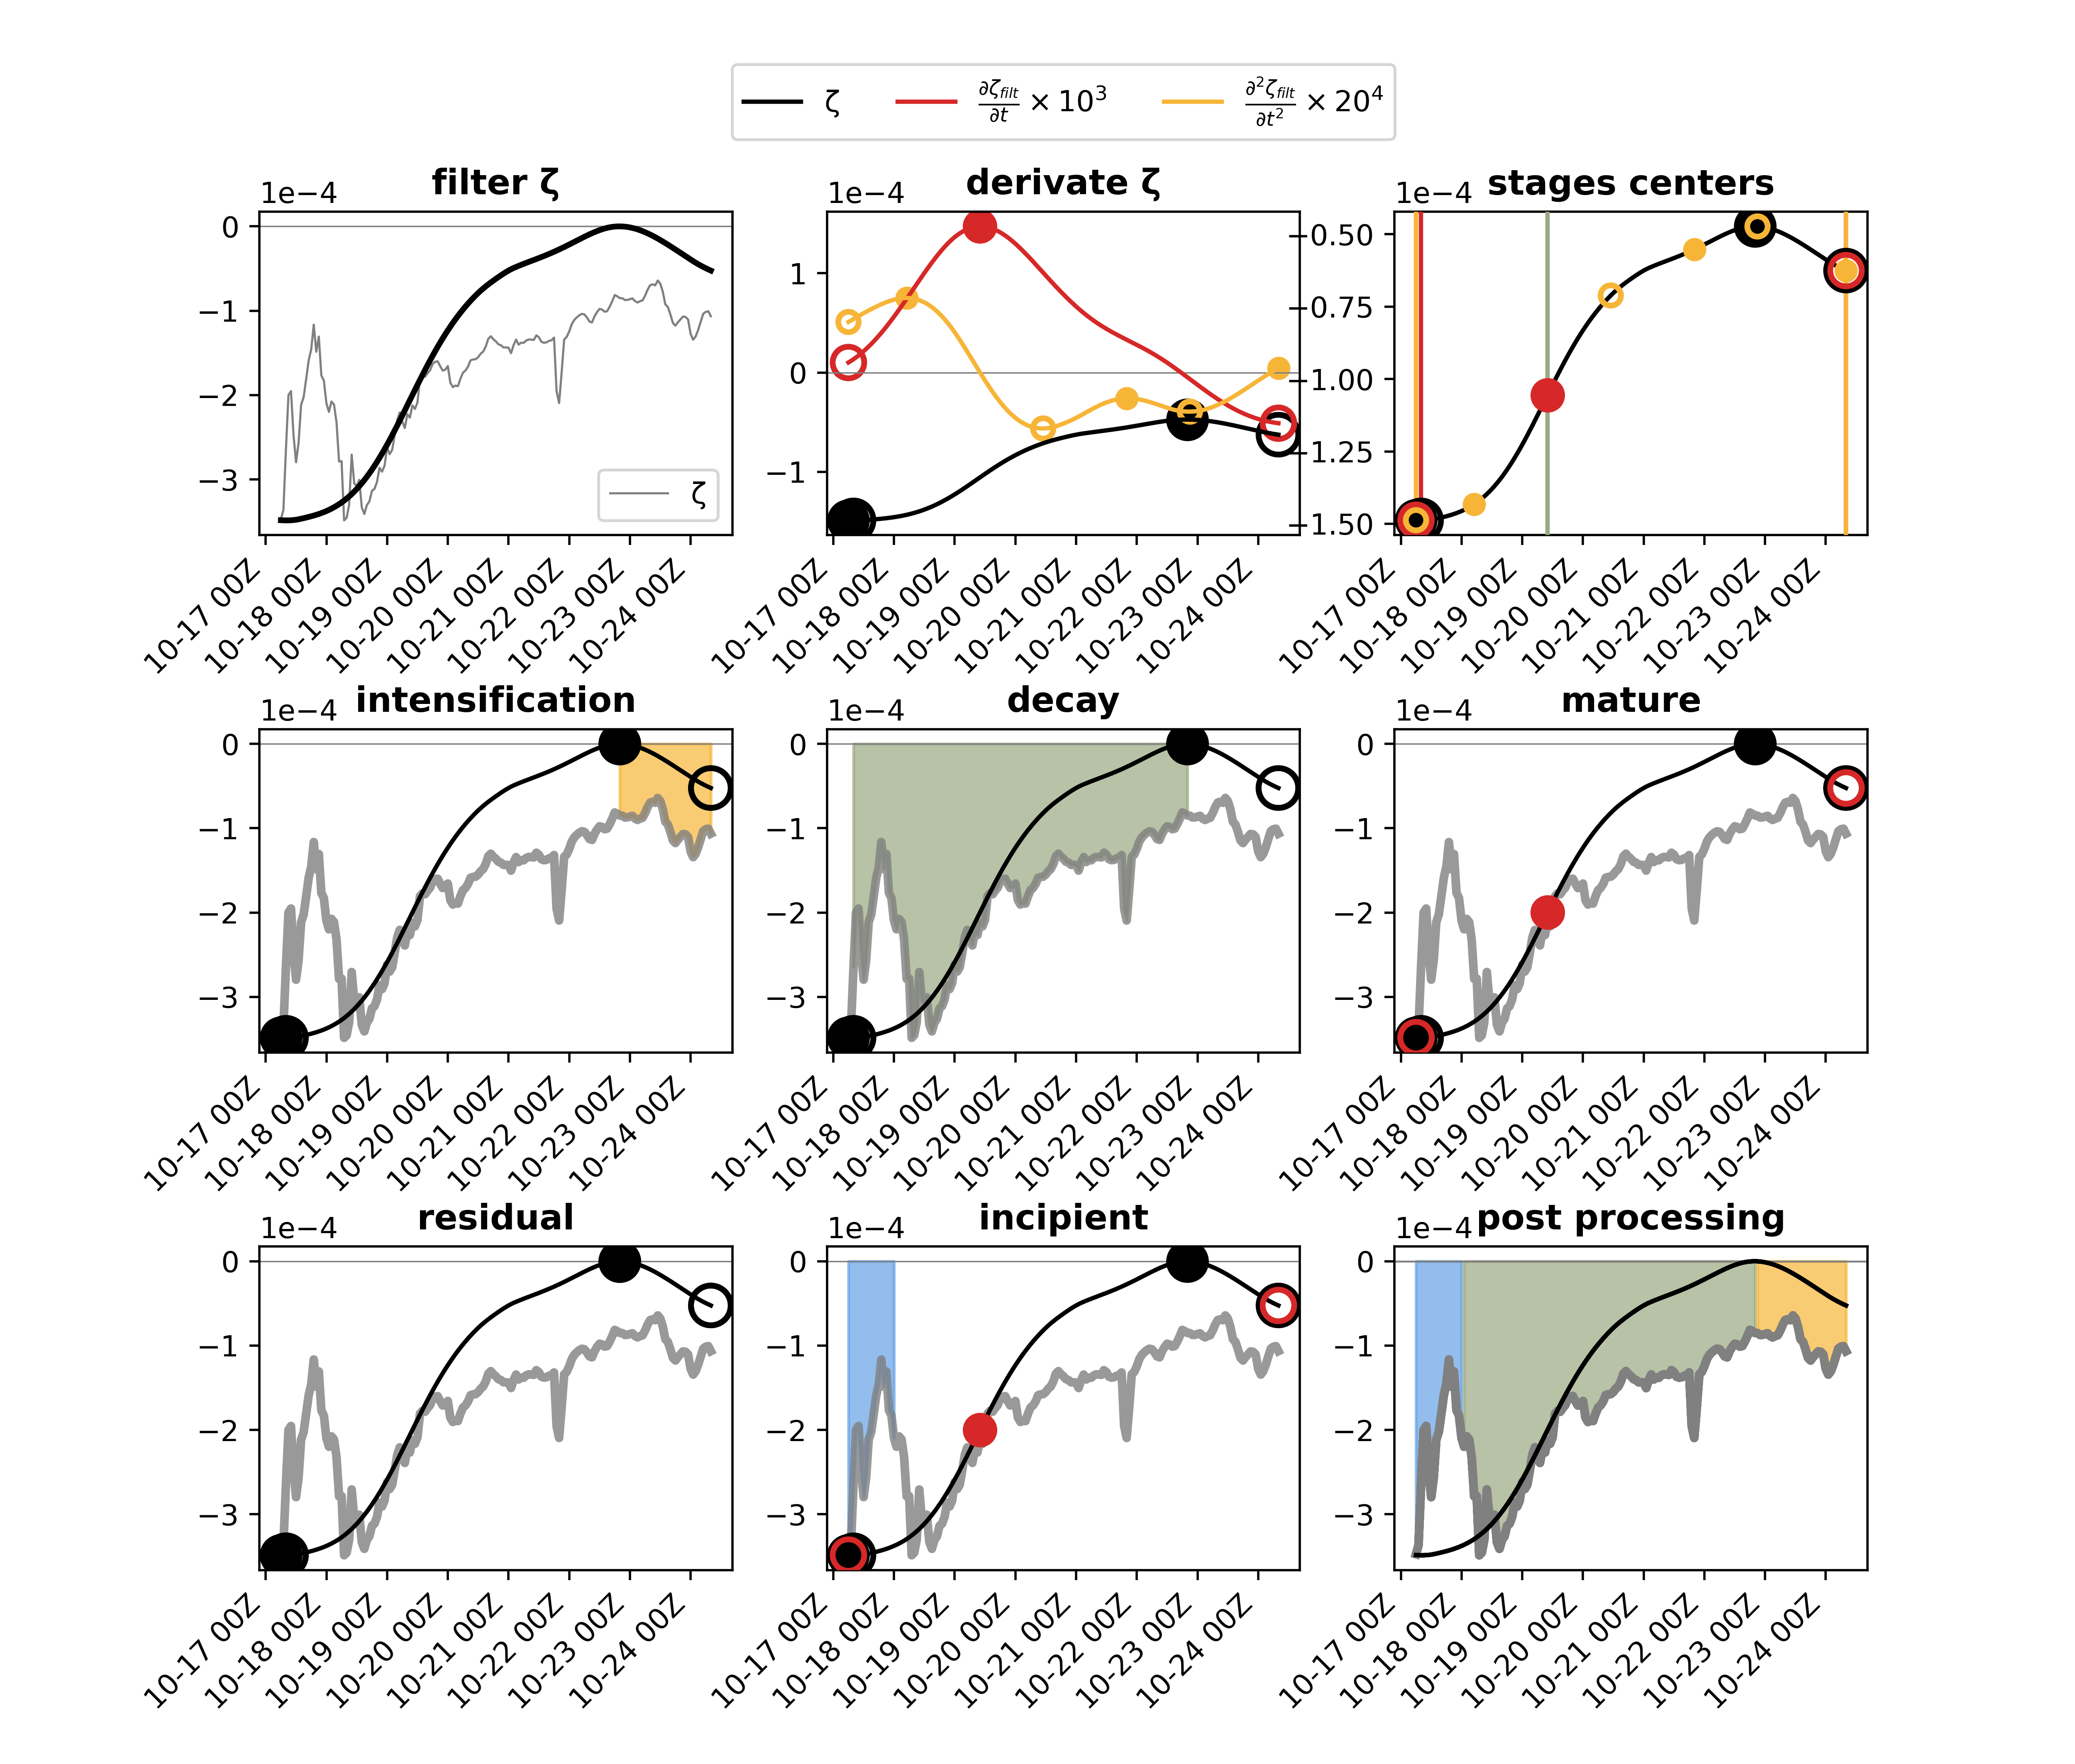 ζ ∂ζfilt/∂t × 10³ ∂²ζfilt/∂t² × 20⁴
filter ζ
1e−4
0
−1
−2
−3
ζ
10-17 00Z 10-18 00Z 10-19 00Z 10-20 00Z 10-21 00Z 10-22 00Z 10-23 00Z 10-24 00Z
derivate ζ
1e−4
1
0
−1
10-17 00Z 10-18 00Z 10-19 00Z 10-20 00Z 10-21 00Z 10-22 00Z 10-23 00Z 10-24 00Z
stages centers
1e−4
−0.50
−0.75
−1.00
−1.25
−1.50
10-17 00Z 10-18 00Z 10-19 00Z 10-20 00Z 10-21 00Z 10-22 00Z 10-23 00Z 10-24 00Z
intensification
1e−4
0
−1
−2
−3
10-17 00Z 10-18 00Z 10-19 00Z 10-20 00Z 10-21 00Z 10-22 00Z 10-23 00Z 10-24 00Z
decay
1e−4
0
−1
−2
−3
10-17 00Z 10-18 00Z 10-19 00Z 10-20 00Z 10-21 00Z 10-22 00Z 10-23 00Z 10-24 00Z
mature
1e−4
0
−1
−2
−3
10-17 00Z 10-18 00Z 10-19 00Z 10-20 00Z 10-21 00Z 10-22 00Z 10-23 00Z 10-24 00Z
residual
1e−4
0
−1
−2
−3
10-17 00Z 10-18 00Z 10-19 00Z 10-20 00Z 10-21 00Z 10-22 00Z 10-23 00Z 10-24 00Z
incipient
1e−4
0
−1
−2
−3
10-17 00Z 10-18 00Z 10-19 00Z 10-20 00Z 10-21 00Z 10-22 00Z 10-23 00Z 10-24 00Z
post processing
1e−4
0
−1
−2
−3
10-17 00Z 10-18 00Z 10-19 00Z 10-20 00Z 10-21 00Z 10-22 00Z 10-23 00Z 10-24 00Z